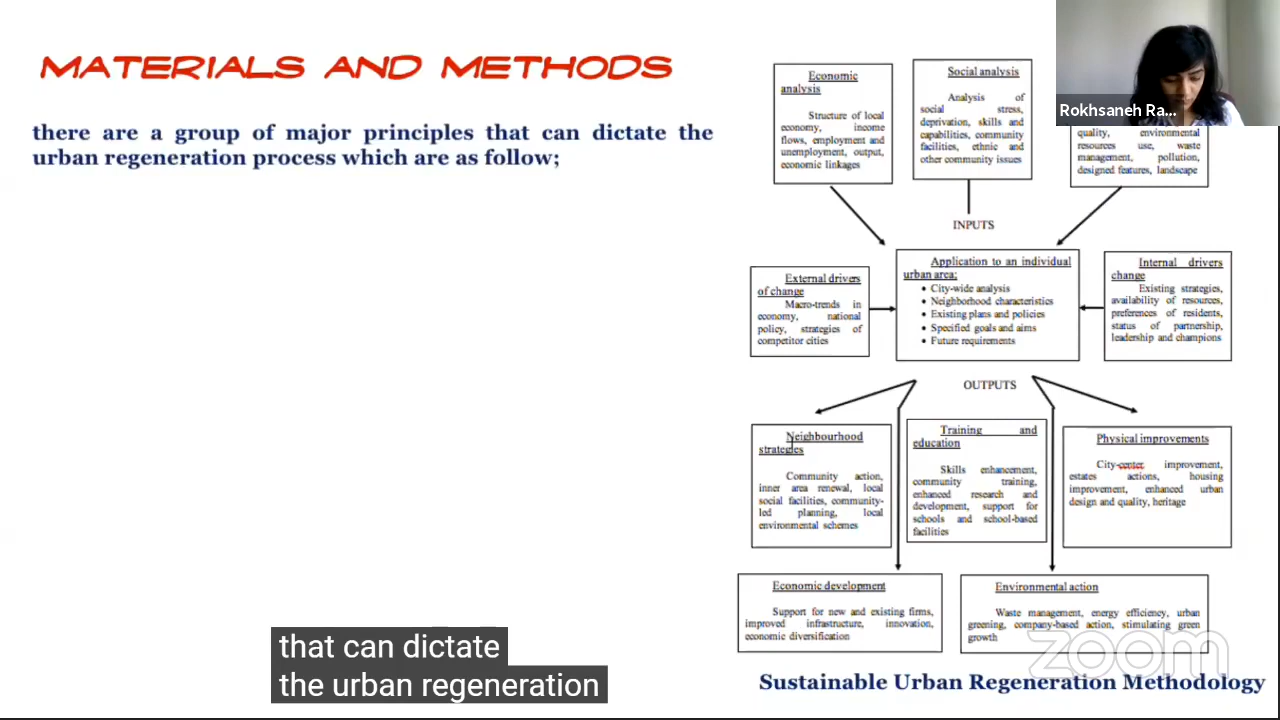 MATERIALS AND METHODS
there are a group of major principles that can dictate the
urban regeneration process which are as follow;
Economic
analysis
Structure of local
economy, income
flows, employment and
unemployment, output,
economic linkages
Social analysis
Analysis of
social stress,
deprivation, skills and
capabilities, community
facilities, ethnic and
other community issues
Rokhsaneh Ra...
quality, environmental
resources use, waste
management, pollution,
designed features, landscape
INPUTS
External drivers
of change
Macro-trends in
economy, national
policy, strategies of
competitor cities
Application to an individual
urban area;
• City-wide analysis
• Neighborhood characteristics
• Existing plans and policies
• Specified goals and aims
• Future requirements
Internal drivers
change
Existing strategies,
availability of resources,
preferences of residents,
status of partnership,
leadership and champions
OUTPUTS
Neighbourhood
strategies
Community action,
inner area renewal, local
social facilities, community-
led planning, local
environmental schemes
Training and
education
Skills enhancement,
community training,
enhanced research and
development, support for
schools and school-based
facilities
Physical improvements
City-center improvement,
estates actions, housing
improvement, enhanced urban
design and quality, heritage
Economic development
Support for new and existing firms,
improved infrastructure, innovation,
economic diversification
Environmental action
Waste management, energy efficiency, urban
greening, company-based action, stimulating green
growth
zoom
Sustainable Urban Regeneration Methodology
that can dictate
the urban regeneration